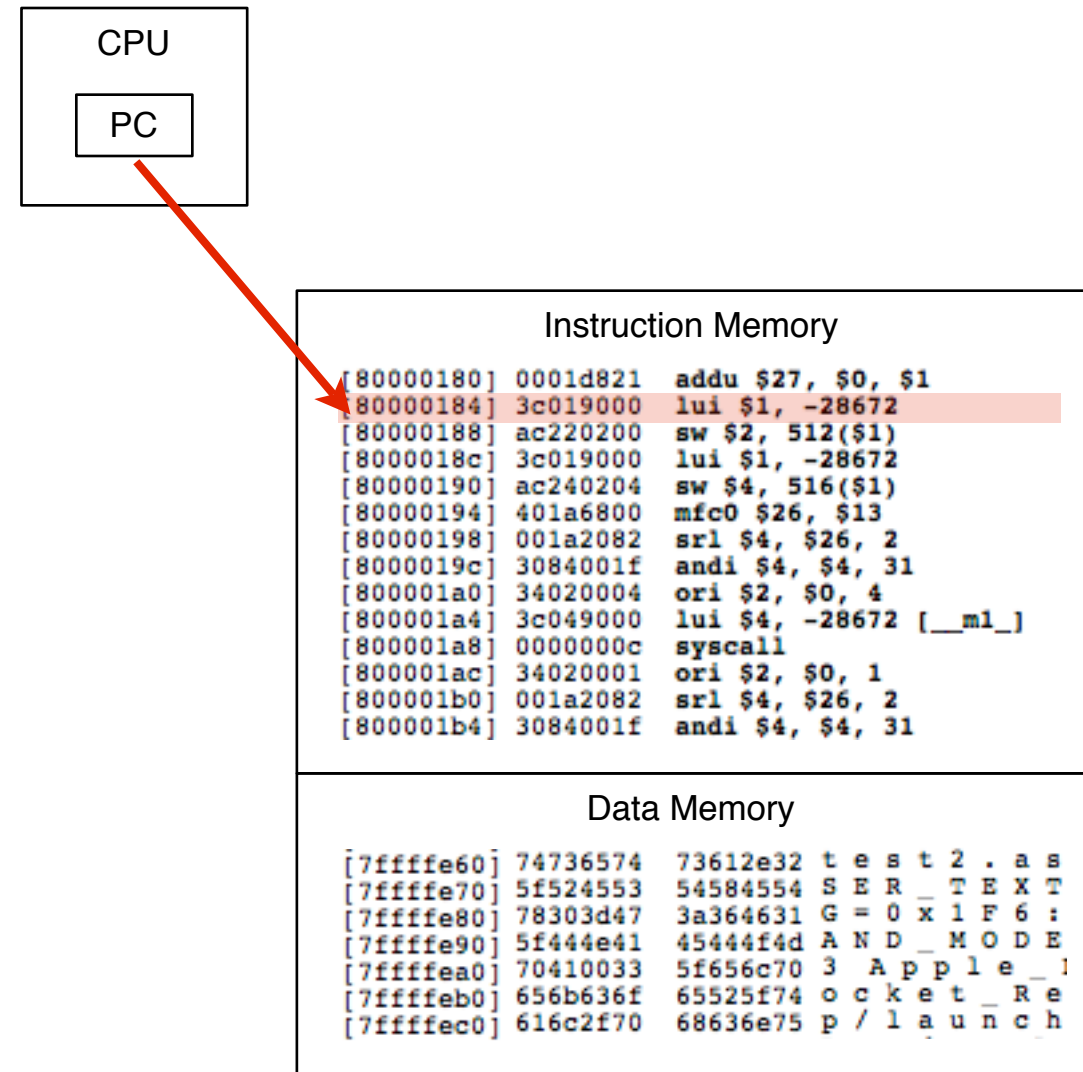 CPU
PC
Instruction Memory
[80000180] 0001d821 addu $27, $0, $1
[80000184] 3c019000 lui $1, -28672
[80000188] ac220200 sw $2, 512($1)
[8000018c] 3c019000 lui $1, -28672
[80000190] ac240204 sw $4, 516($1)
[80000194] 401a6800 mfc0 $26, $13
[80000198] 001a2082 srl $4, $26, 2
[8000019c] 3084001f andi $4, $4, 31
[800001a0] 34020004 ori $2, $0, 4
[800001a4] 3c049000 lui $4, -28672 [__m1_]
[800001a8] 0000000c syscall
[800001ac] 34020001 ori $2, $0, 1
[800001b0] 001a2082 srl $4, $26, 2
[800001b4] 3084001f andi $4, $4, 31
Data Memory
[7ffffe60] 74736574 73612e32 t e s t 2 . a s
[7ffffe70] 5f524553 54584554 S E R _ T E X T
[7ffffe80] 78303d47 3a364631 G = 0 x 1 F 6 :
[7ffffe90] 5f444e41 45444f4d A N D _ M O D E
[7ffffea0] 70410033 5f656c70 3 A p p l e _
[7ffffeb0] 656b636f 65525f74 o c k e t _ R e
[7ffffec0] 616c2f70 68636e75 p / l a u n c h